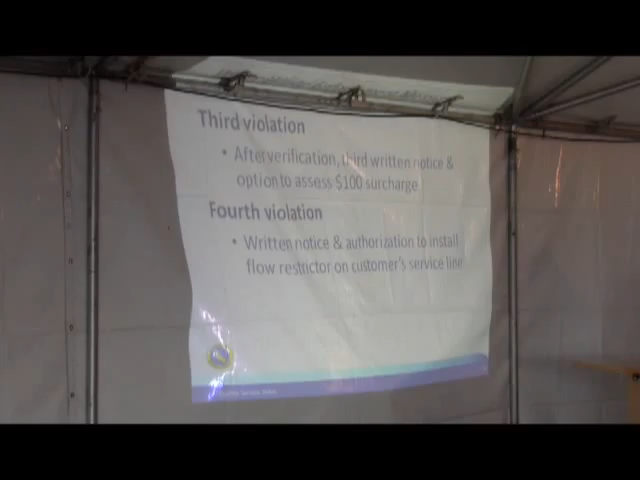 Third violation
• After verification, third written notice &
option to assess $100 surcharge
Fourth violation
• Written notice & authorization to install
flow restrictor on customer's service line